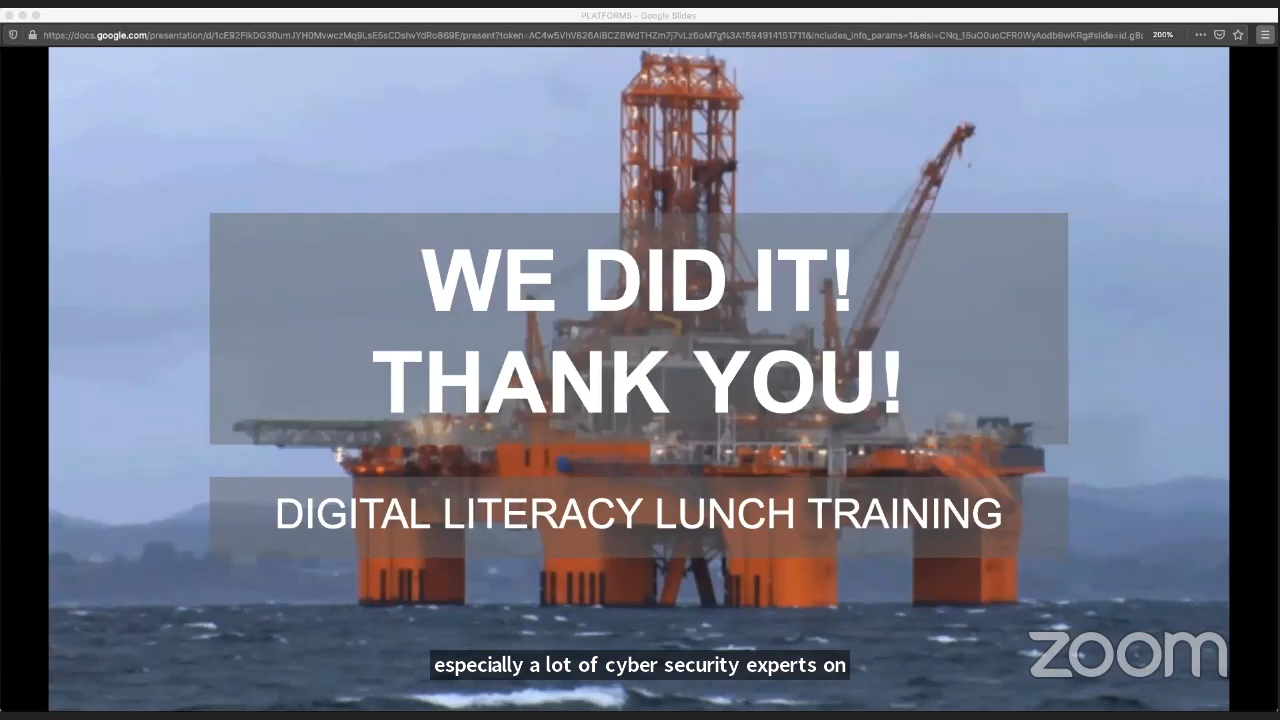 PLATFORMS - Google Slides
200%
WE DID IT!
THANK YOU!
DIGITAL LITERACY LUNCH TRAINING
especially a lot of cyber security experts on
zoom